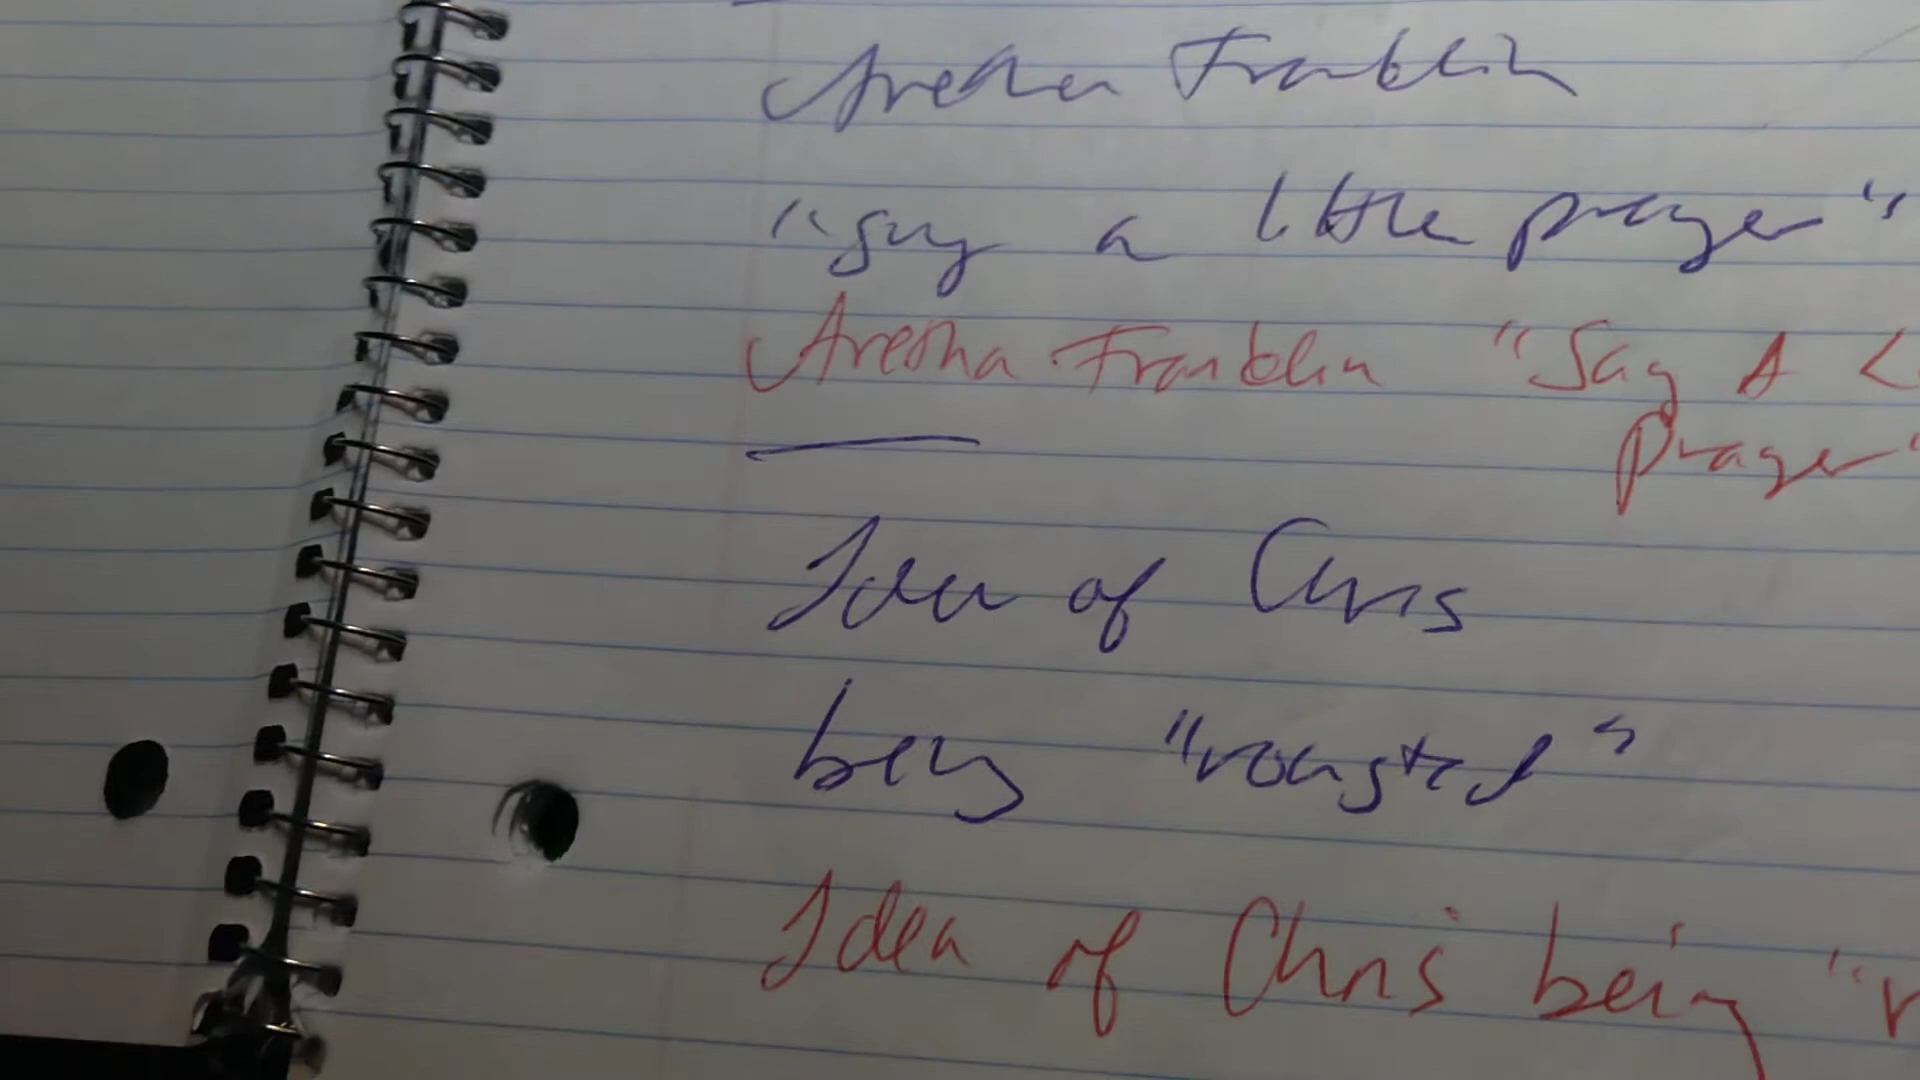 Aretha Franklin
"say a little prayer"
Aretha Franklin "Say A
Prayer"
Idea of Chris
being "roasted"
Idea of Chris being